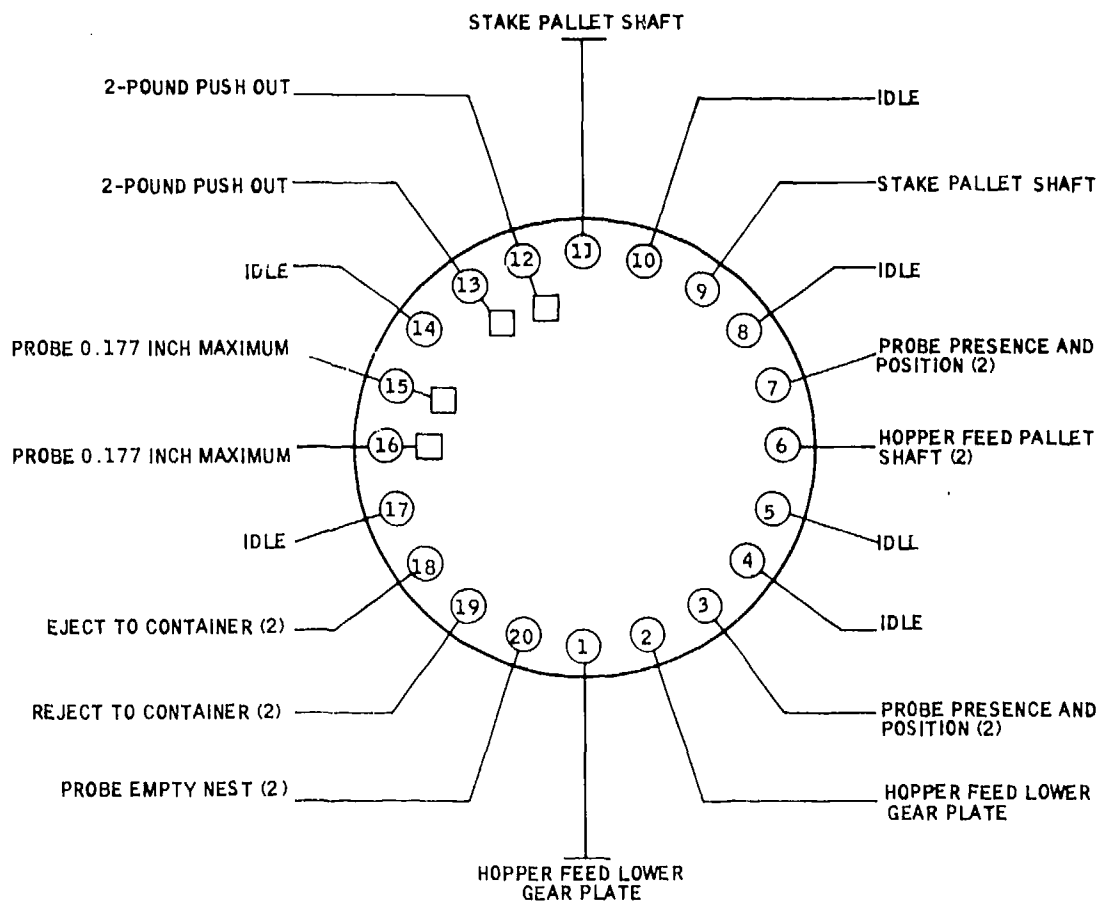 STAKE PALLET SHAFT
2-POUND PUSH OUT
IDLE
2-POUND PUSH OUT
STAKE PALLET SHAFT
IDLE
IDLE
PROBE 0.177 INCH MAXIMUM
PROBE PRESENCE AND
POSITION (2)
PROBE 0.177 INCH MAXIMUM
HOPPER FEED PALLET
SHAFT (2)
IDLE
IDLE
EJECT TO CONTAINER (2)
IDLE
REJECT TO CONTAINER (2)
PROBE PRESENCE AND
POSITION (2)
PROBE EMPTY NEST (2)
HOPPER FEED LOWER
GEAR PLATE
HOPPER FEED LOWER
GEAR PLATE
1
2
3
4
5
6
7
8
9
10
11
12
13
14
15
16
17
18
19
20